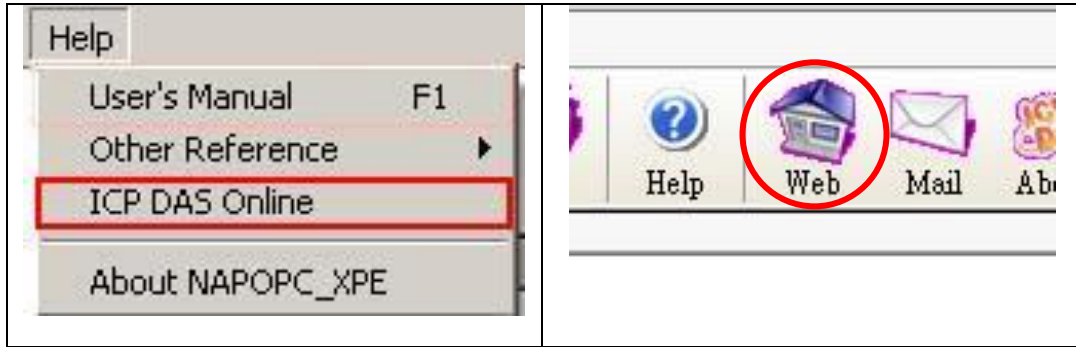 Help
User's Manual F1
Other Reference
ICP DAS Online
About NAPOPC_XPE
Help Web Mail